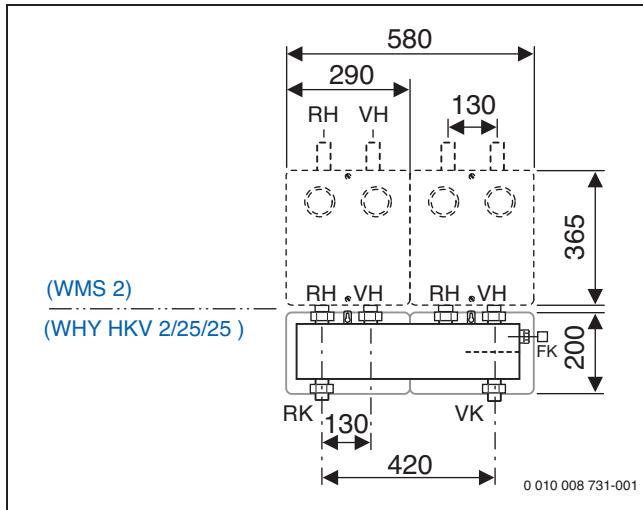 580
290
130
RH VH
365
(WMS 2)
RH VH RH VH
(WHY HKV 2/25/25 )
200
FK
RK VK
130
420
0 010 008 731-001